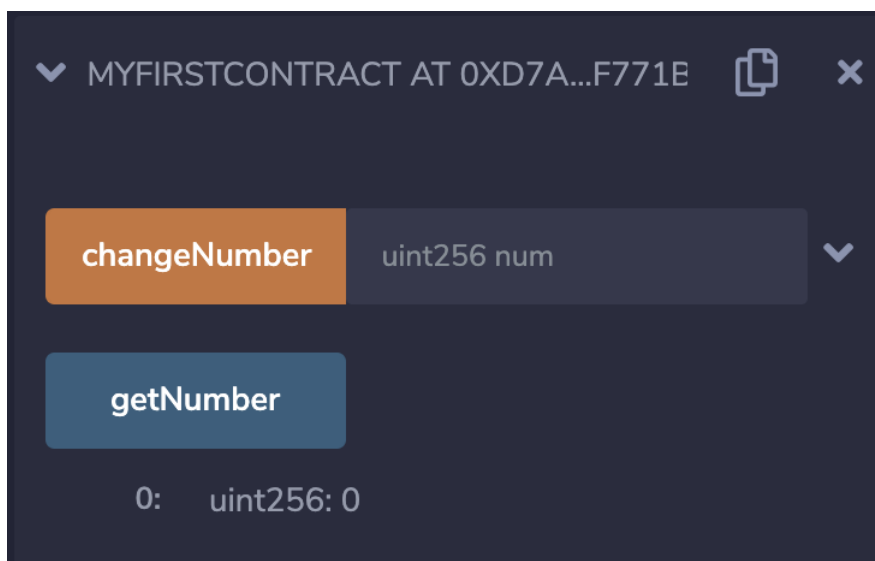 MYFIRSTCONTRACT AT 0XD7A...F771B
changeNumber uint256 num
getNumber
0: uint256: 0